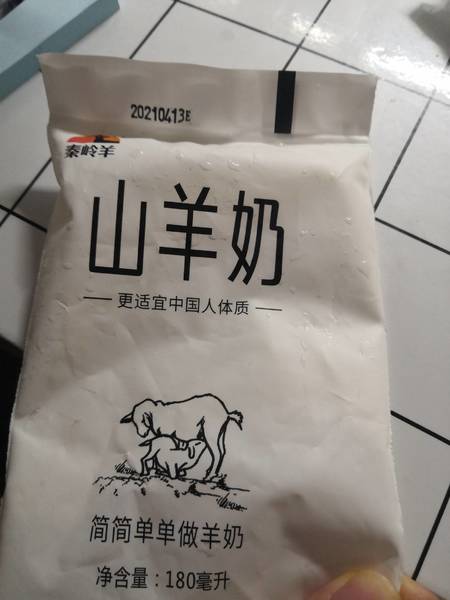 20210413E
秦岭羊
山羊奶
更适宜中国人体质
简简单单做羊奶
净含量：180毫升